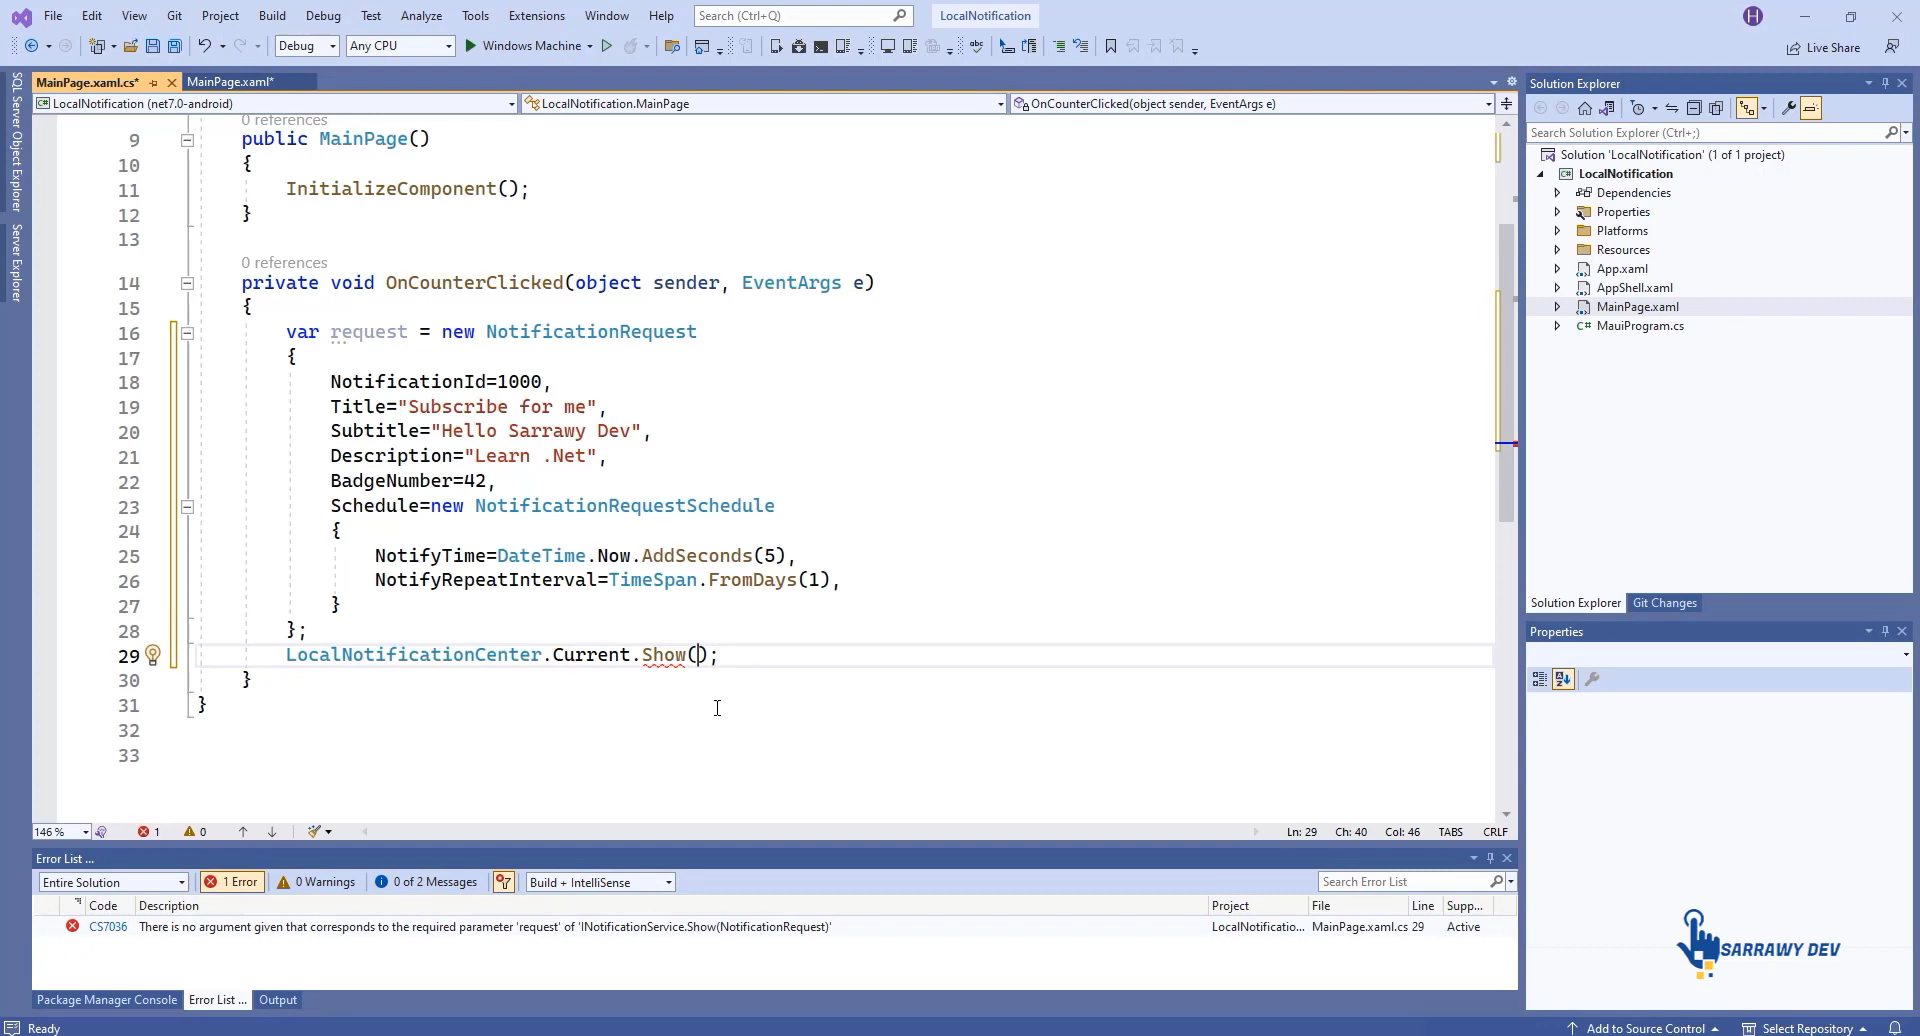 File Edit View Git Project Build Debug Test Analyze Tools Extensions Window Help Search (Ctrl+Q) LocalNotification H
Debug Any CPU Windows Machine Live Share
MainPage.xaml.cs* MainPage.xaml*
LocalNotification (net7.0-android) LocalNotification.MainPage OnCounterClicked(object sender, EventArgs e)
SQL Server Object Explorer
Server Explorer
0 references
9 public MainPage()
10 {
11 InitializeComponent();
12 }
13
0 references
14 private void OnCounterClicked(object sender, EventArgs e)
15 {
16 var request = new NotificationRequest
17 {
18 NotificationId=1000,
19 Title="Subscribe for me",
20 Subtitle="Hello Sarrawy Dev",
21 Description="Learn .Net",
22 BadgeNumber=42,
23 Schedule=new NotificationRequestSchedule
24 {
25 NotifyTime=DateTime.Now.AddSeconds(5),
26 NotifyRepeatInterval=TimeSpan.FromDays(1),
27 }
28 };
29 LocalNotificationCenter.Current.Show();
30 }
31 }
32
33
146 % 1 0 Ln: 29 Ch: 40 Col: 46 TABS CRLF
Error List ...
Entire Solution 1 Error 0 Warnings 0 of 2 Messages Build + IntelliSense Search Error List
Code Description Project File Line Supp...
CS7036 There is no argument given that corresponds to the required parameter 'request' of 'INotificationService.Show(NotificationRequest)' LocalNotificatio... MainPage.xaml.cs 29 Active
Package Manager Console Error List ... Output
Solution Explorer
Search Solution Explorer (Ctrl+;)
Solution 'LocalNotification' (1 of 1 project)
LocalNotification
Dependencies
Properties
Platforms
Resources
App.xaml
AppShell.xaml
MainPage.xaml
C# MauiProgram.cs
Solution Explorer Git Changes
Properties
SARRAWY DEV
Ready Add to Source Control Select Repository